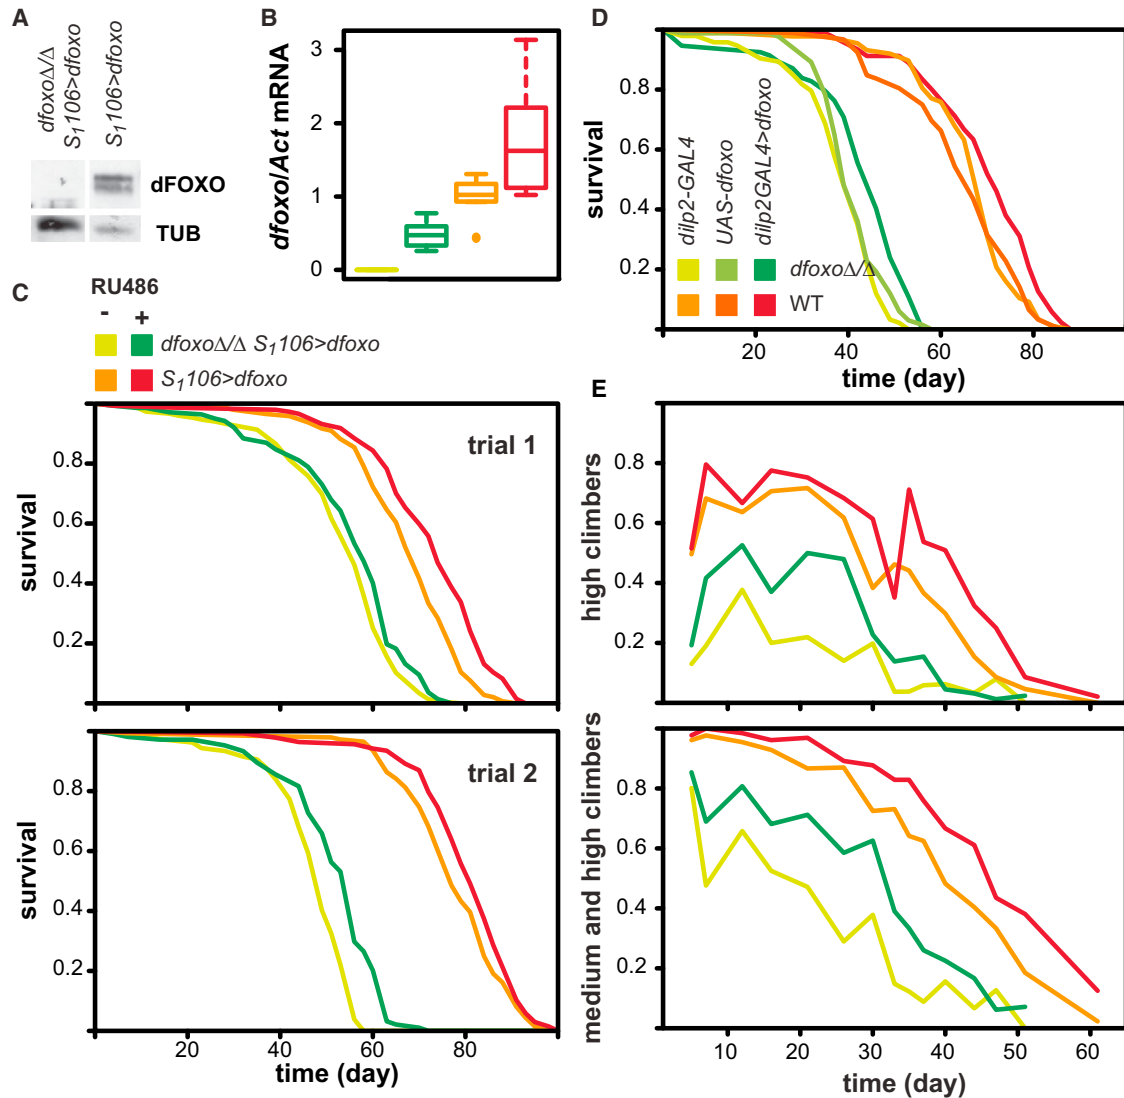 A
dfoxoΔ/Δ
S₁106>dfoxo
S₁106>dfoxo
dFOXO
TUB
B
dfoxo/Act mRNA
3
2
1
0
C
RU486
- +
dfoxoΔ/Δ S₁106>dfoxo
S₁106>dfoxo
trial 1
survival
0.8
0.6
0.4
0.2
trial 2
survival
0.8
0.6
0.4
0.2
20 40 60 80
time (day)
D
survival
0.8
0.6
0.4
0.2
dilp2-GAL4
UAS-dfoxo
dilp2GAL4>dfoxo
dfoxoΔ/Δ
WT
20 40 60 80
time (day)
E
high climbers
0.8
0.6
0.4
0.2
medium and high climbers
0.8
0.6
0.4
0.2
10 20 30 40 50 60
time (day)